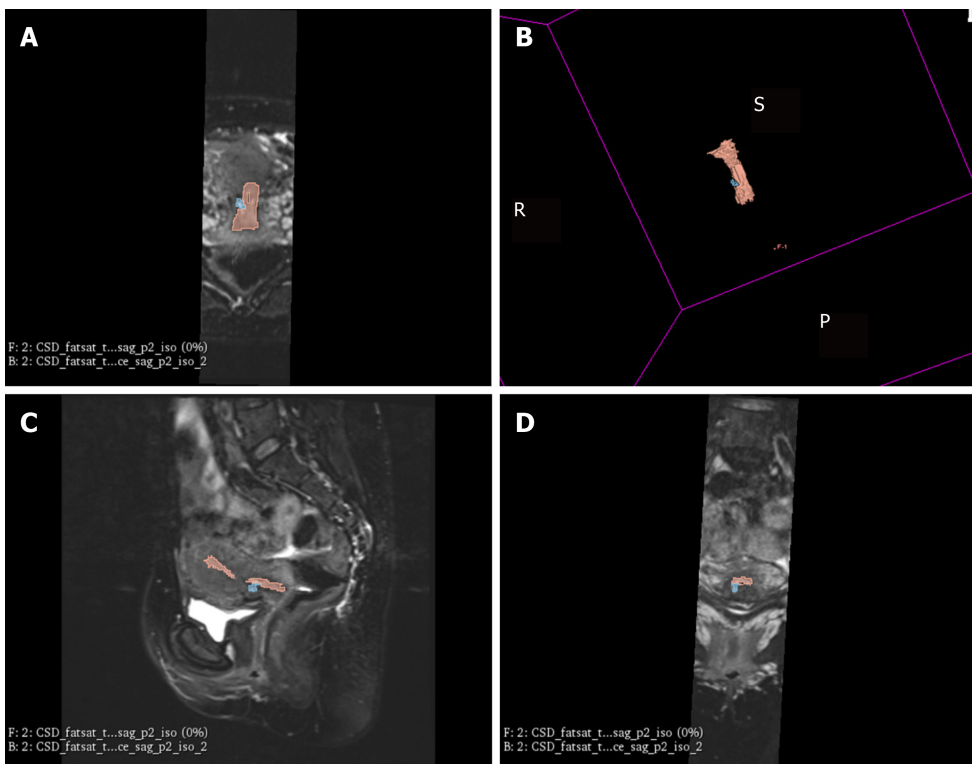 A
F: 2: CSD_fatsat_t...sag_p2_iso (0%)
B: 2: CSD_fatsat_t...ce_sag_p2_iso_2
B
S
R
F-1
P
C
F: 2: CSD_fatsat_t...sag_p2_iso (0%)
B: 2: CSD_fatsat_t...ce_sag_p2_iso_2
D
F: 2: CSD_fatsat_t...sag_p2_iso (0%)
B: 2: CSD_fatsat_t...ce_sag_p2_iso_2